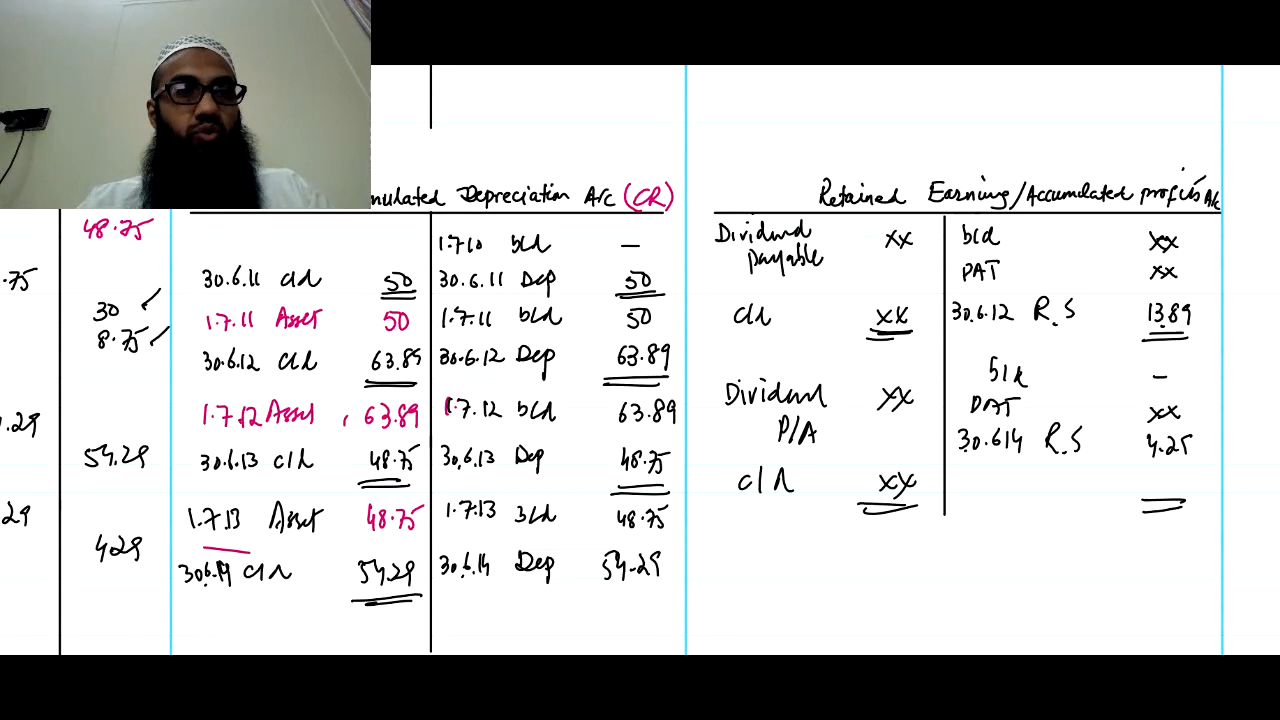 mulated Depreciation A/c (CR)
Retained Earning/Accumulated profits A/c
48.75
.75
30
8.75
.29
54.29
29
4.29
1.7.10 b/d —
30.6.11 c/d 50 30.6.11 Dep 50
1.7.11 Asset 50 1.7.11 b/d 50
30.6.12 c/d 63.89 30.6.12 Dep 63.89
1.7.12 Asset 63.89 1.7.12 b/d 63.89
30.6.13 c/d 48.75 30.6.13 Dep 48.75
1.7.13 Asset 48.75 1.7.13 b/d 48.75
30.6.14 c/d 54.29 30.6.14 Dep 54.29
Dividend payable xx b/d xx
PAT xx
c/d xx 30.6.12 R.S 13.89
b/d —
Dividend xx PAT xx
P/A 30.614 R.S 4.25
c/d xx